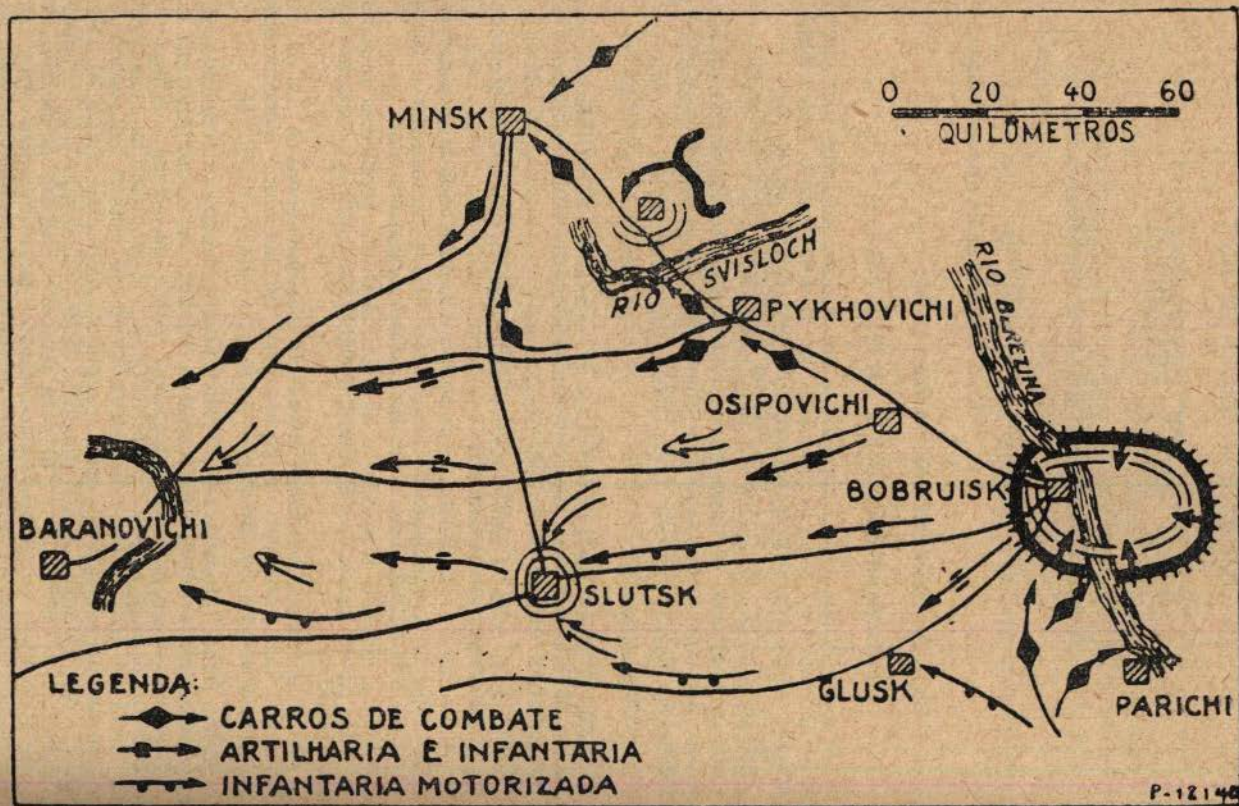 0 20 40 60
QUILÔMETROS
MINSK
RIO SVISLOCH
PYKHOVICHI
RIO BEREZINA
OSIPOVICHI
BOBRUISK
BARANOVICHI
SLUTSK
GLUSK
PARICHI
LEGENDA:
CARROS DE COMBATE
ARTILHARIA E INFANTARIA
INFANTARIA MOTORIZADA